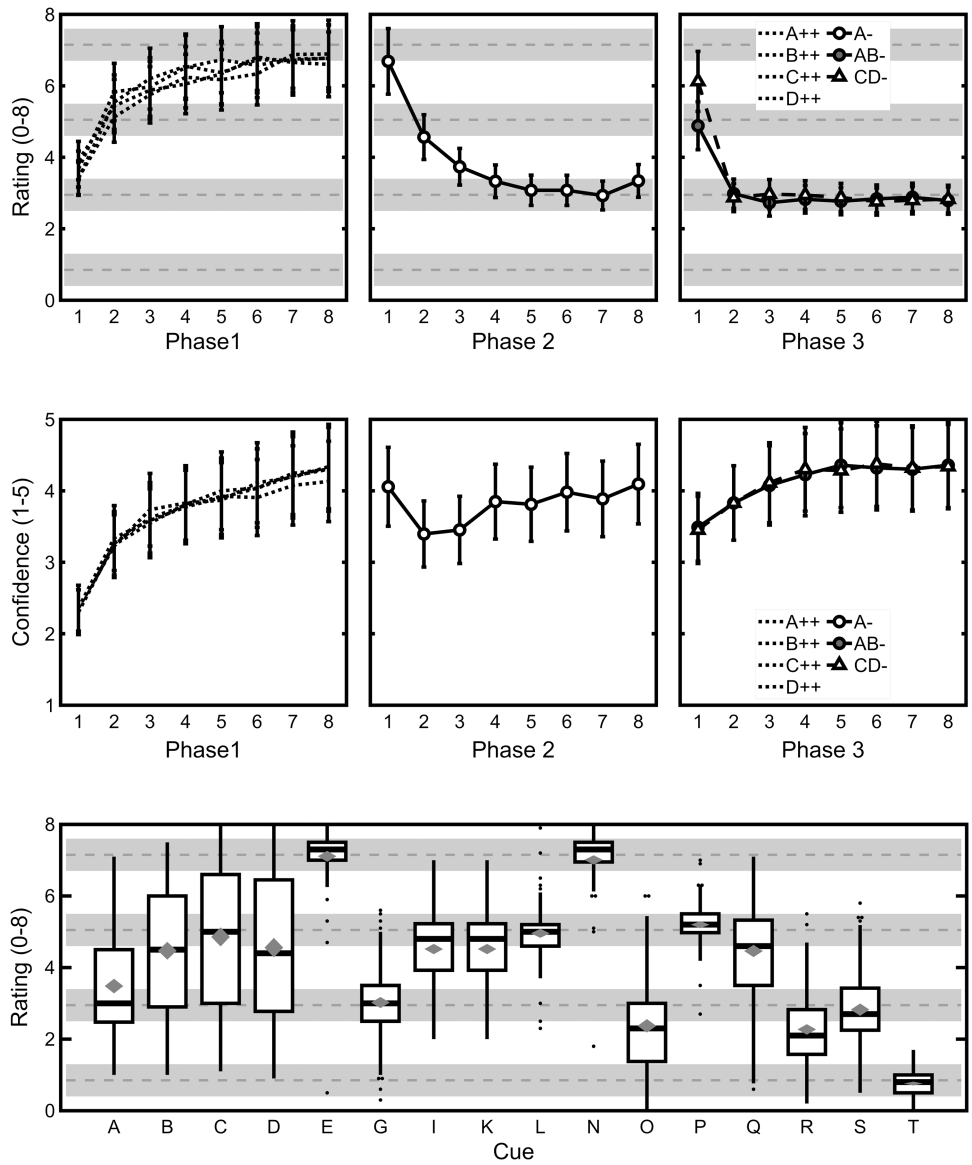 Rating (0-8)
8
6
4
2
0
1 2 3 4 5 6 7 8
Phase1
1 2 3 4 5 6 7 8
Phase 2
A++ A-
B++ AB-
C++ CD-
D++
1 2 3 4 5 6 7 8
Phase 3
Confidence (1-5)
5
4
3
2
1
1 2 3 4 5 6 7 8
Phase1
1 2 3 4 5 6 7 8
Phase 2
A++ A-
B++ AB-
C++ CD-
D++
1 2 3 4 5 6 7 8
Phase 3
Rating (0-8)
8
6
4
2
0
A B C D E G I K L N O P Q R S T
Cue